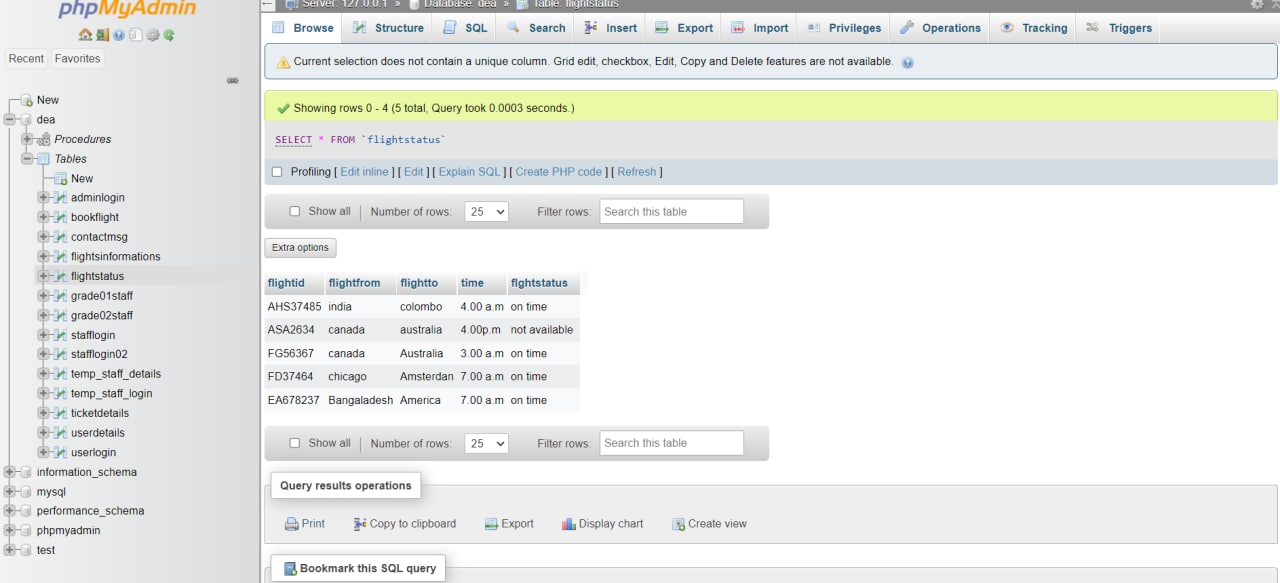 phpMyAdmin
Recent Favorites
New
dea
Procedures
Tables
New
adminlogin
bookflight
contactmsg
flightsinformations
flightstatus
grade01staff
grade02staff
stafflogin
stafflogin02
temp_staff_details
temp_staff_login
ticketdetails
userdetails
userlogin
information_schema
mysql
performance_schema
phpmyadmin
test
Server: 127.0.0.1 » Database: dea » Table: flightstatus
Browse Structure SQL Search Insert Export Import Privileges Operations Tracking Triggers
Current selection does not contain a unique column. Grid edit, checkbox, Edit, Copy and Delete features are not available.
Showing rows 0 - 4 (5 total, Query took 0.0003 seconds.)
SELECT * FROM `flightstatus`
Profiling [ Edit inline ] [ Edit ] [ Explain SQL ] [ Create PHP code ] [ Refresh ]
Show all | Number of rows: 25 Filter rows: Search this table
Extra options
flightid flightfrom flightto time flghtstatus
AHS37485 india colombo 4.00 a.m on time
ASA2634 canada australia 4.00p.m not available
FG56367 canada Australia 3.00 a.m on time
FD37464 chicago Amsterdan 7.00 a.m on time
EA678237 Bangaladesh America 7.00 a.m on time
Show all | Number of rows: 25 Filter rows: Search this table
Query results operations
Print Copy to clipboard Export Display chart Create view
Bookmark this SQL query